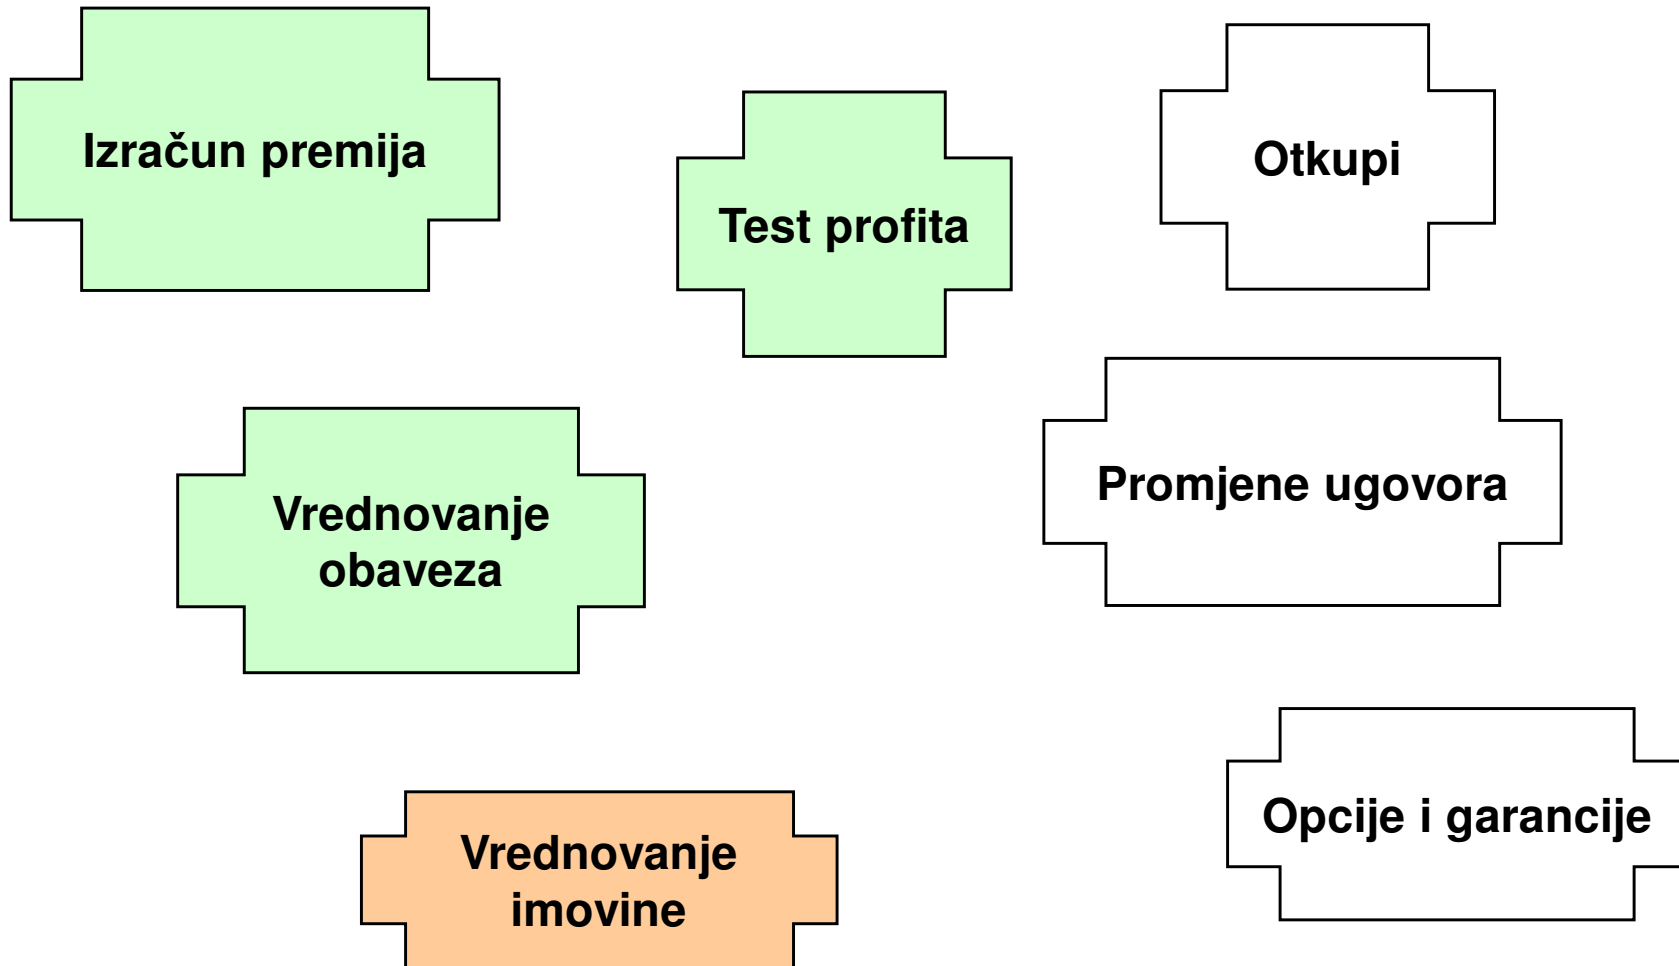 Izračun premija
Test profita
Otkupi
Vrednovanje
obaveza
Promjene ugovora
Vrednovanje
imovine
Opcije i garancije